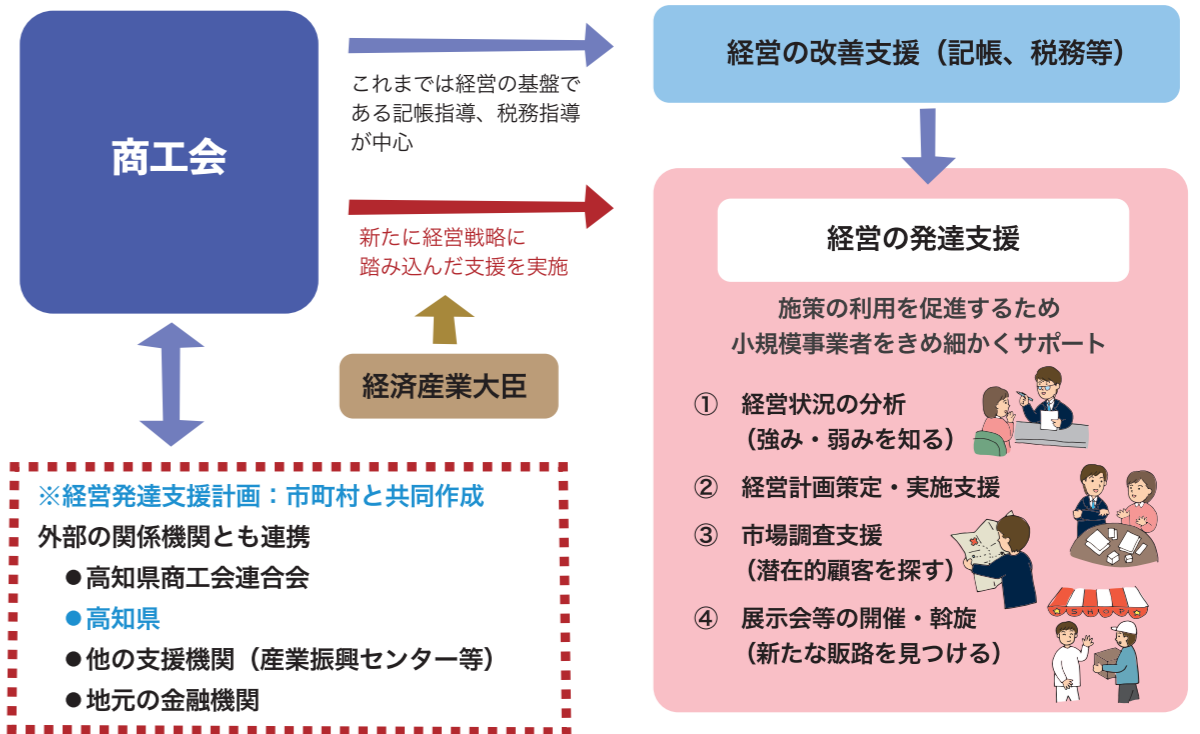 商工会
これまでは経営の基盤で
ある記帳指導、税務指導
が中心
新たに経営戦略に
踏み込んだ支援を実施
経済産業大臣
※経営発達支援計画：市町村と共同作成
外部の関係機関とも連携
●高知県商工会連合会
●高知県
●他の支援機関（産業振興センター等）
●地元の金融機関
経営の改善支援（記帳、税務等）
経営の発達支援
施策の利用を促進するため
小規模事業者をきめ細かくサポート
① 経営状況の分析
（強み・弱みを知る）
② 経営計画策定・実施支援
③ 市場調査支援
（潜在的顧客を探す）
④ 展示会等の開催・斡旋
（新たな販路を見つける）
SHOP